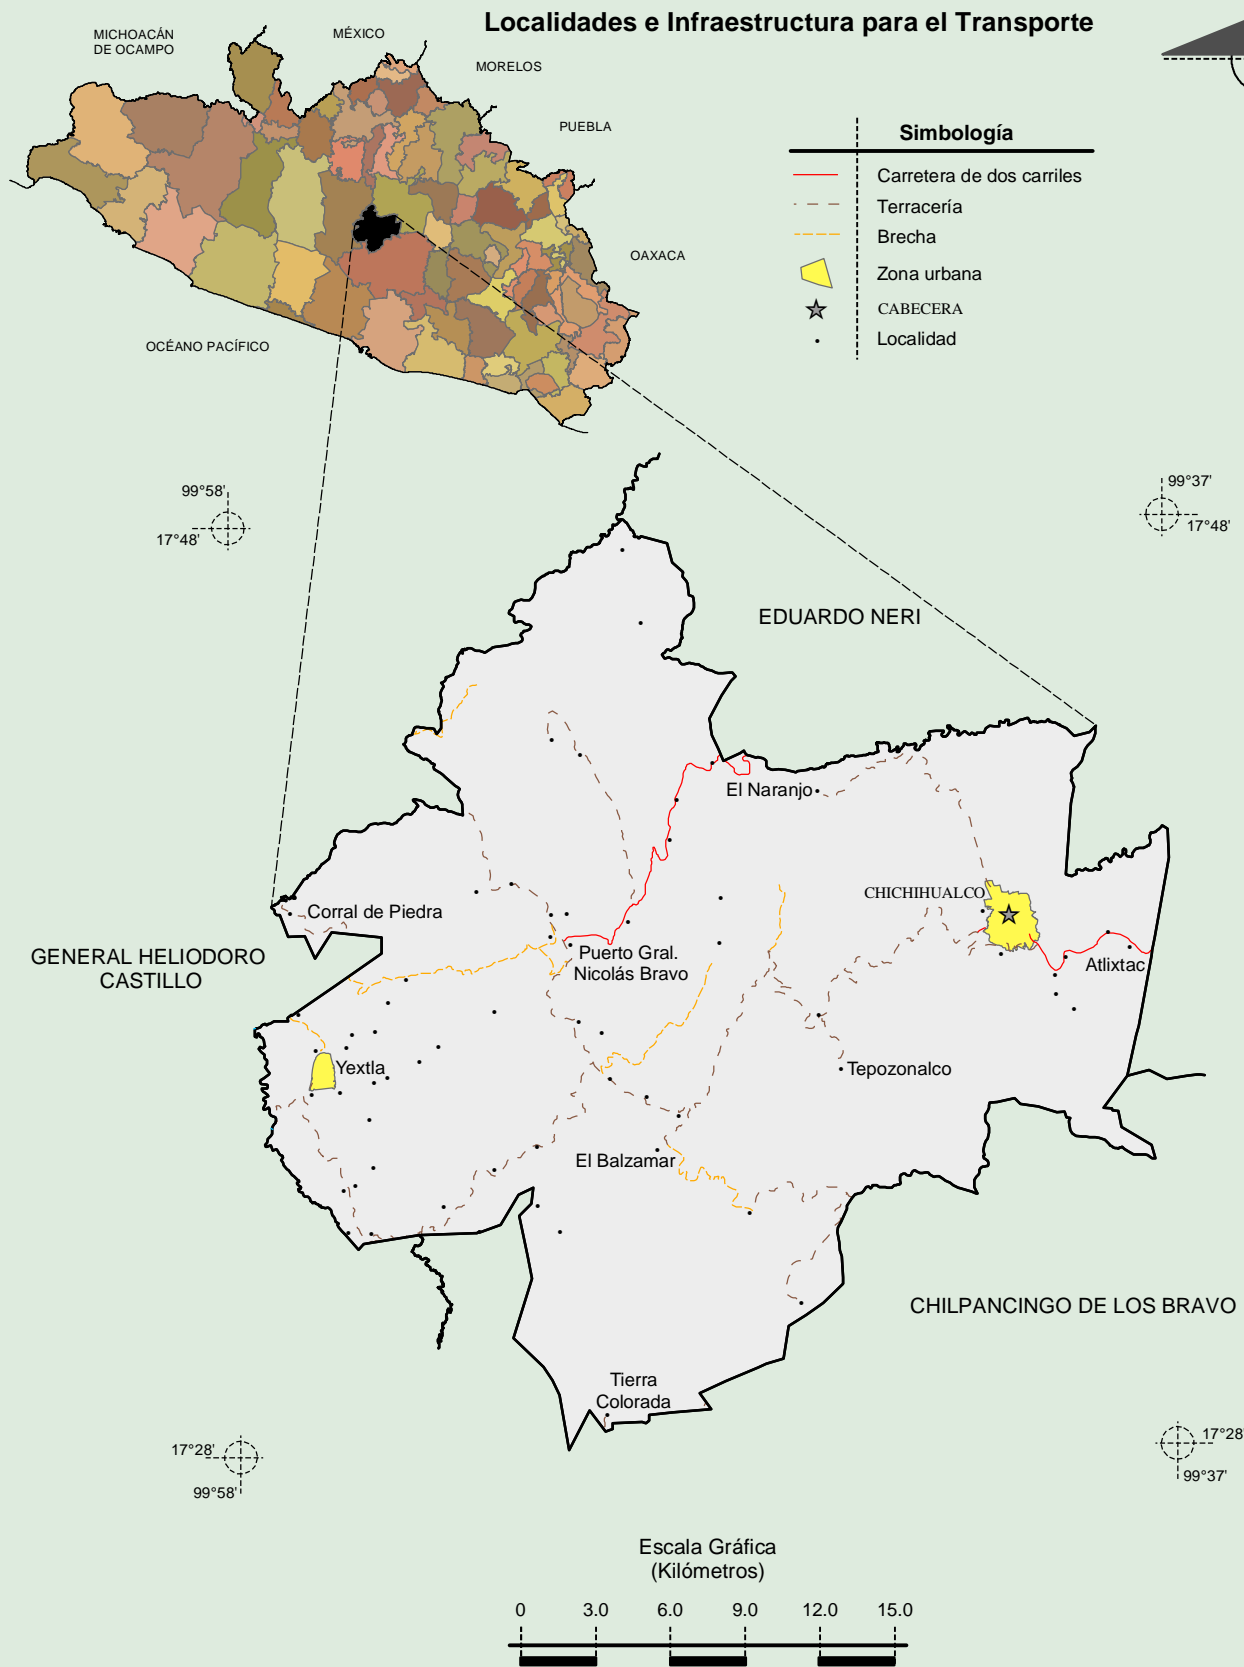 Localidades e Infraestructura para el Transporte
MICHOACÁN
DE OCAMPO
MÉXICO
MORELOS
PUEBLA
OAXACA
OCÉANO PACÍFICO
Simbología
Carretera de dos carriles
Terracería
Brecha
Zona urbana
CABECERA
Localidad
99°58'
17°48'
99°37'
17°48'
EDUARDO NERI
El Naranjo
CHICHIHUALCO
Corral de Piedra
GENERAL HELIODORO
CASTILLO
Puerto Gral.
Nicolás Bravo
Atlixtac
Yextla
Tepozonalco
El Balzamar
CHILPANCINGO DE LOS BRAVO
Tierra
Colorada
17°28'
99°58'
17°28'
99°37'
Escala Gráfica
(Kilómetros)
0 3.0 6.0 9.0 12.0 15.0